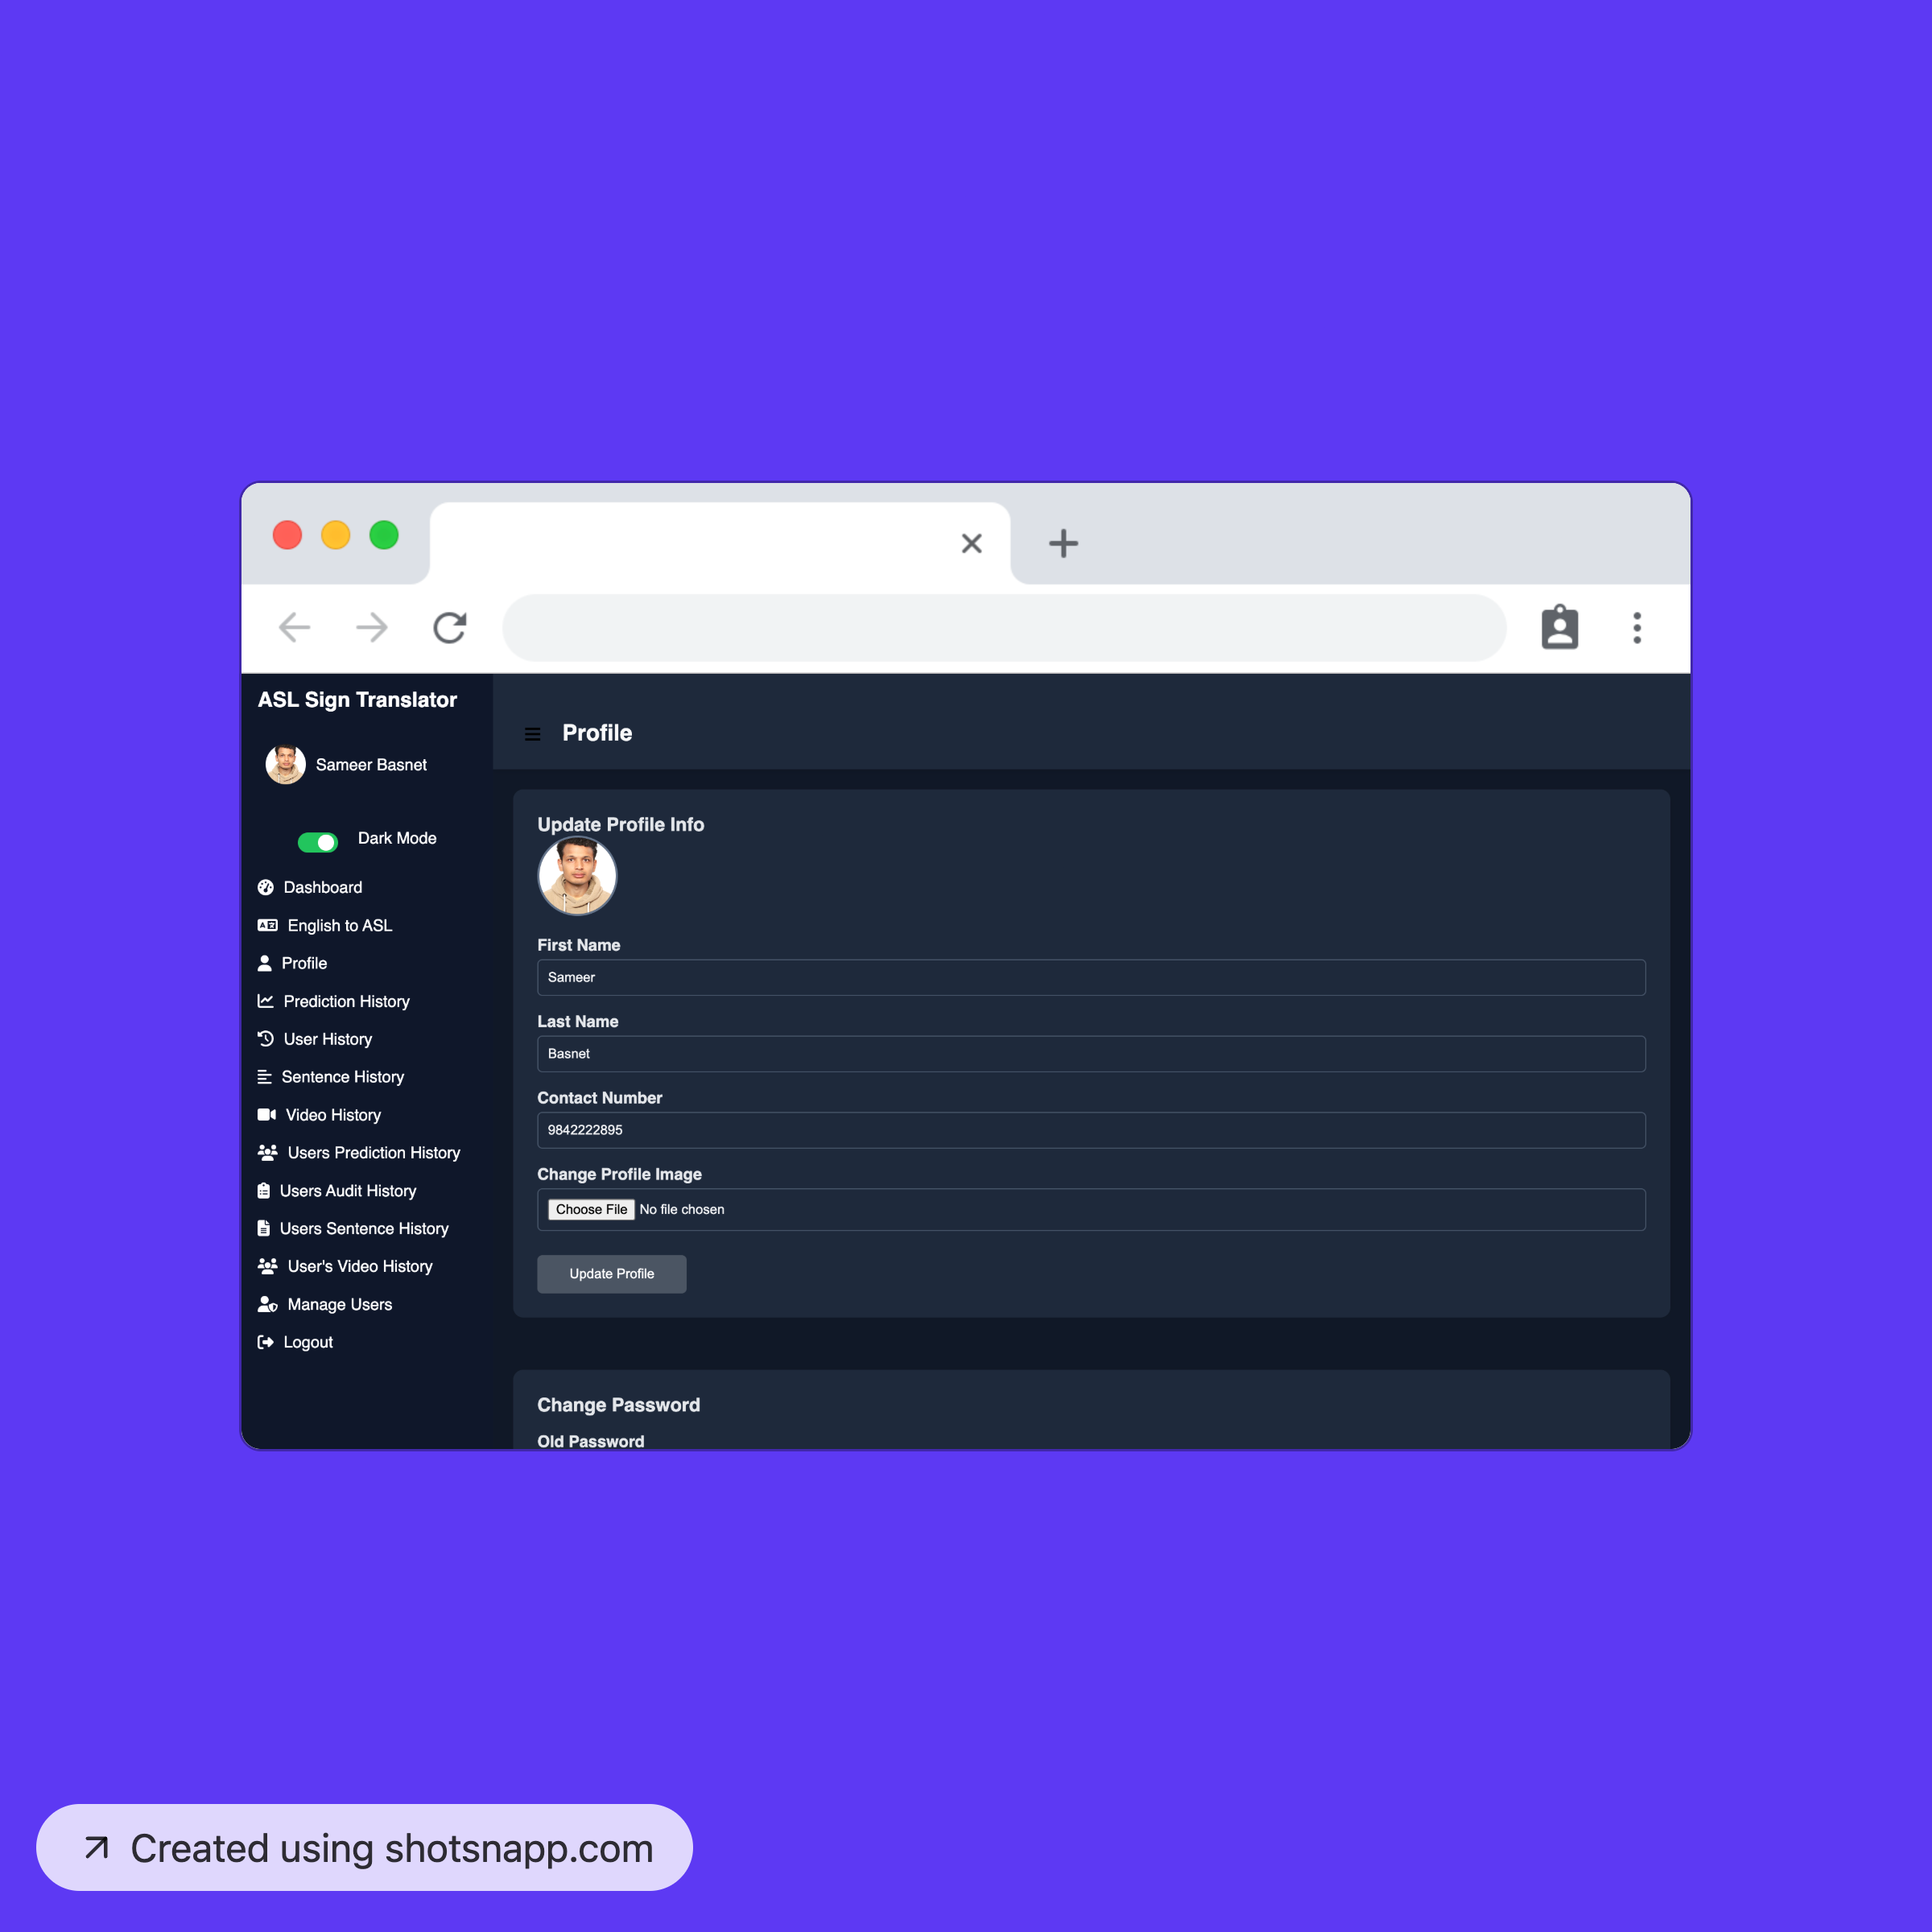 ASL Sign Translator
Sameer Basnet
Dark Mode
Dashboard
English to ASL
Profile
Prediction History
User History
Sentence History
Video History
Users Prediction History
Users Audit History
Users Sentence History
User's Video History
Manage Users
Logout
Profile
Update Profile Info
First Name
Sameer
Last Name
Basnet
Contact Number
9842222895
Change Profile Image
Choose File No file chosen
Update Profile
Change Password
Old Password
Created using shotsnapp.com